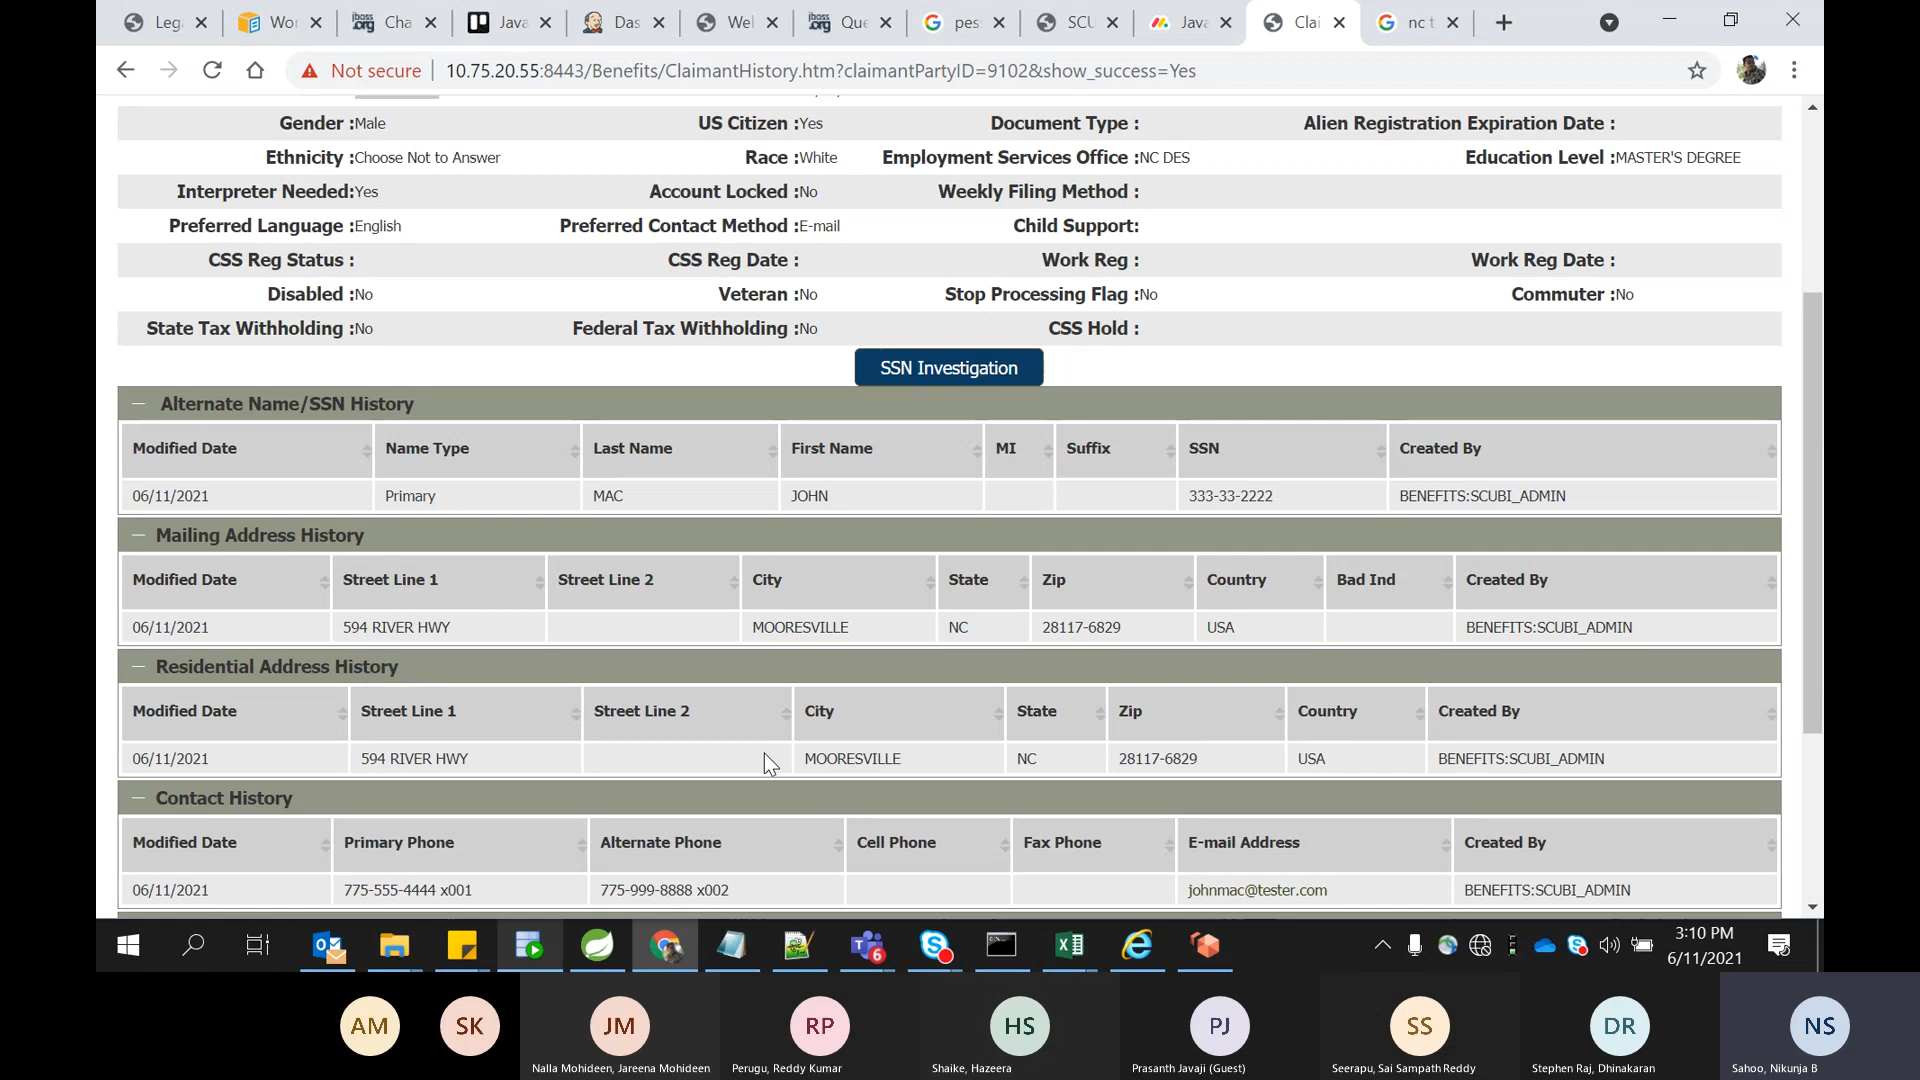 Leg
Wor
Cha
Java
Das
Wel
Que
pes
SCU
Java
Clai
nc t
Not secure
10.75.20.55:8443/Benefits/ClaimantHistory.htm?claimantPartyID=9102&show_success=Yes
Gender :Male US Citizen :Yes Document Type : Alien Registration Expiration Date :
Ethnicity :Choose Not to Answer Race :White Employment Services Office :NC DES Education Level :MASTER'S DEGREE
Interpreter Needed:Yes Account Locked :No Weekly Filing Method :
Preferred Language :English Preferred Contact Method :E-mail Child Support:
CSS Reg Status : CSS Reg Date : Work Reg : Work Reg Date :
Disabled :No Veteran :No Stop Processing Flag :No Commuter :No
State Tax Withholding :No Federal Tax Withholding :No CSS Hold :
SSN Investigation
Alternate Name/SSN History
Modified Date Name Type Last Name First Name MI Suffix SSN Created By
06/11/2021 Primary MAC JOHN 333-33-2222 BENEFITS:SCUBI_ADMIN
Mailing Address History
Modified Date Street Line 1 Street Line 2 City State Zip Country Bad Ind Created By
06/11/2021 594 RIVER HWY MOORESVILLE NC 28117-6829 USA BENEFITS:SCUBI_ADMIN
Residential Address History
Modified Date Street Line 1 Street Line 2 City State Zip Country Created By
06/11/2021 594 RIVER HWY MOORESVILLE NC 28117-6829 USA BENEFITS:SCUBI_ADMIN
Contact History
Modified Date Primary Phone Alternate Phone Cell Phone Fax Phone E-mail Address Created By
06/11/2021 775-555-4444 x001 775-999-8888 x002 johnmac@tester.com BENEFITS:SCUBI_ADMIN
6
3:10 PM
6/11/2021
AM SK JM RP HS PJ SS DR NS
Nalla Mohideen, Jareena Mohideen Perugu, Reddy Kumar Shaike, Hazeera Prasanth Javaji (Guest) Seerapu, Sai Sampath Reddy Stephen Raj, Dhinakaran Sahoo, Nikunja B